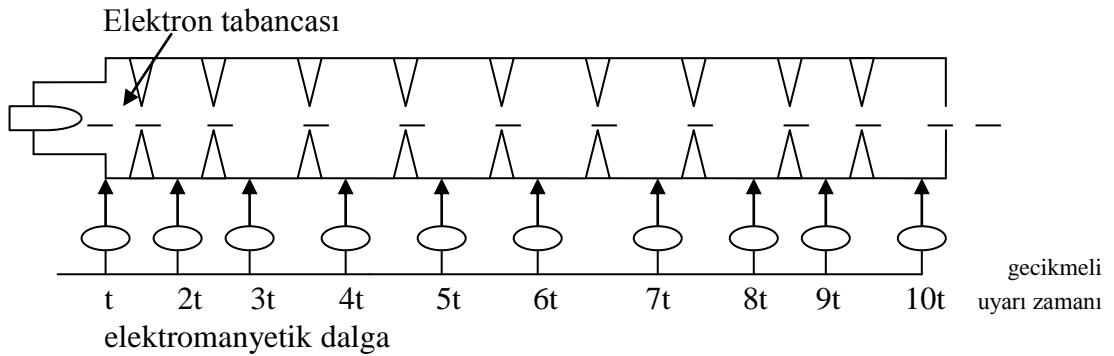 Elektron tabancası
gecikmeli
t 2t 3t 4t 5t 6t 7t 8t 9t 10t uyarı zamanı
elektromanyetik dalga